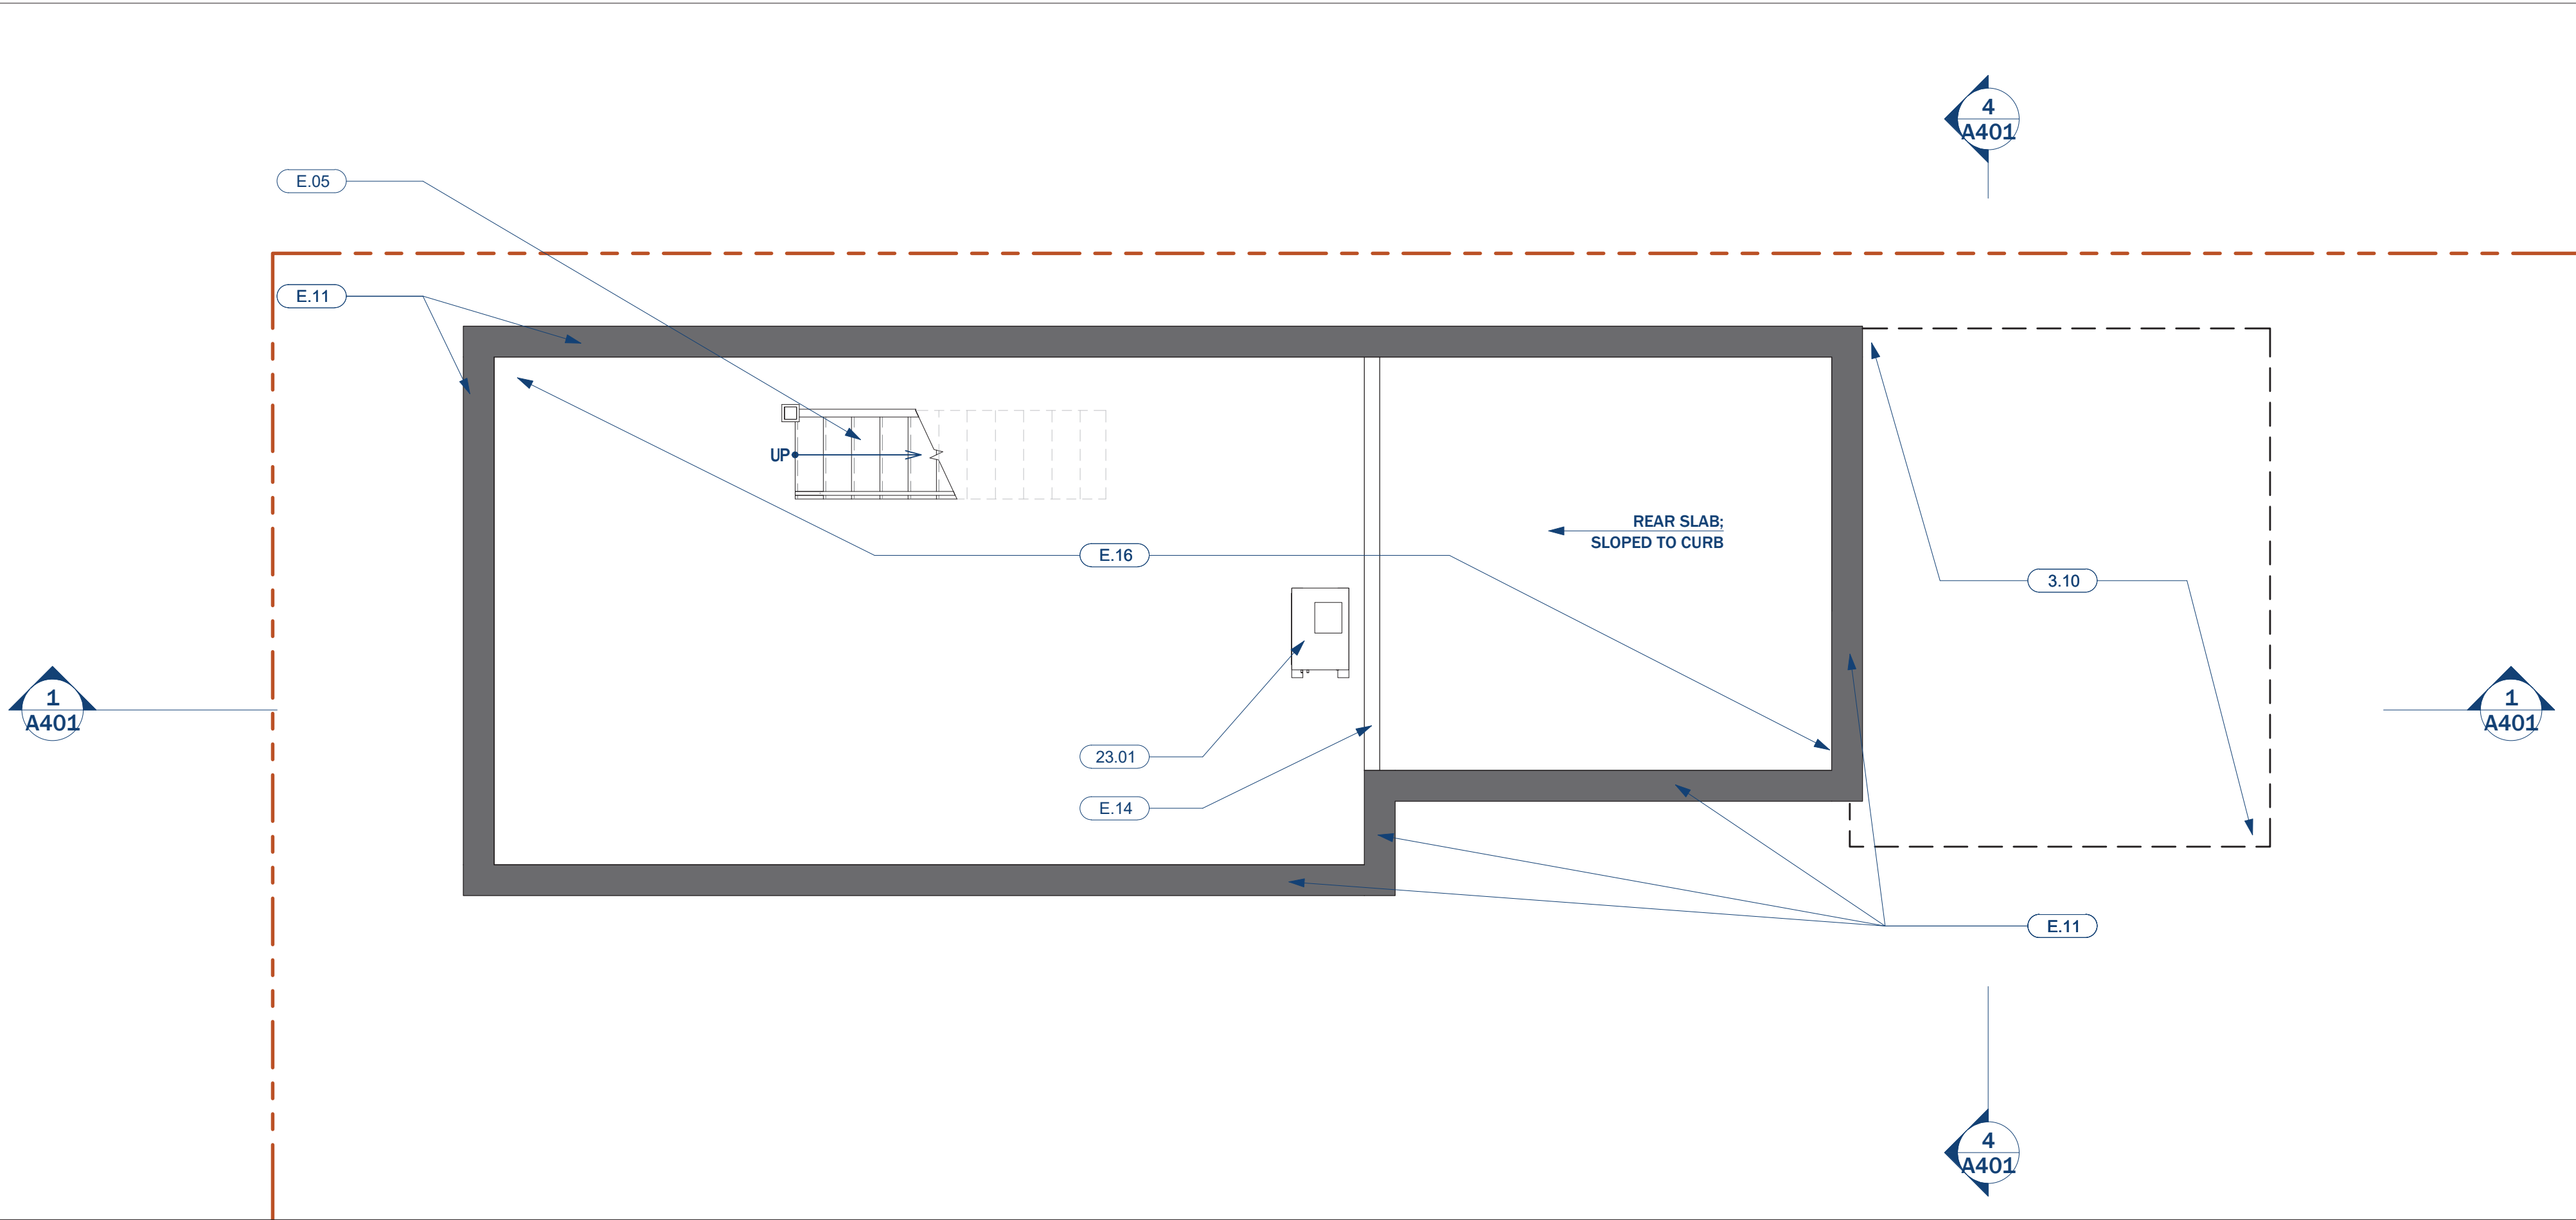 4
A401
E.05
E.11
UP
REAR SLAB;
SLOPED TO CURB
E.16
3.10
1
A401
1
A401
23.01
E.14
E.11
4
A401